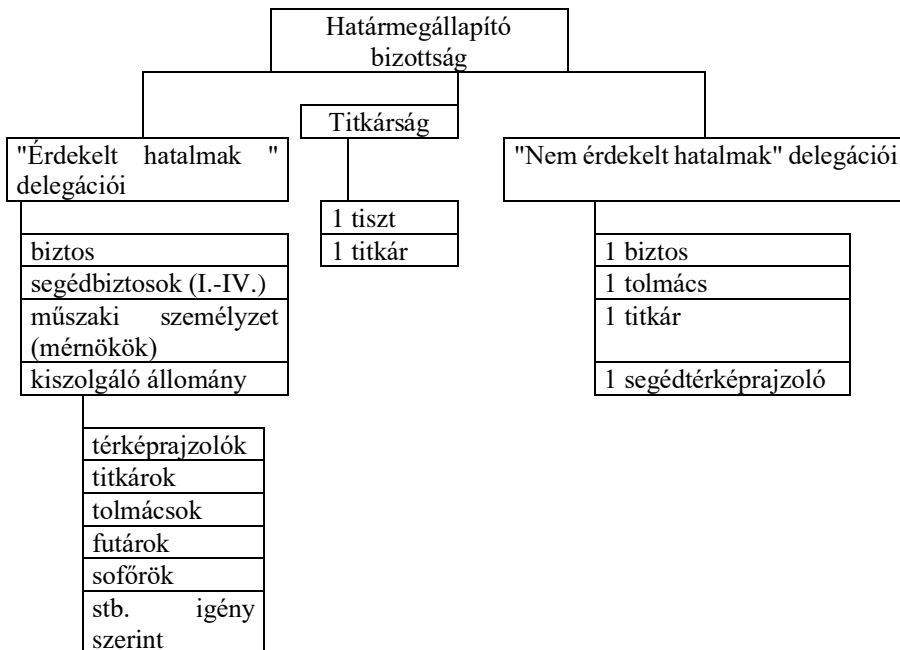 Határmegállapító
bizottság
Titkárság
"Érdekelt hatalmak "
delegációi
"Nem érdekelt hatalmak" delegációi
1 tiszt
1 titkár
biztos
segédbiztosok (I.-IV.)
műszaki személyzet
(mérnökök)
kiszolgáló állomány
1 biztos
1 tolmács
1 titkár
1 segédtérképrajzoló
térképrajzolók
titkárok
tolmácsok
futárok
sofőrök
stb. igény
szerint